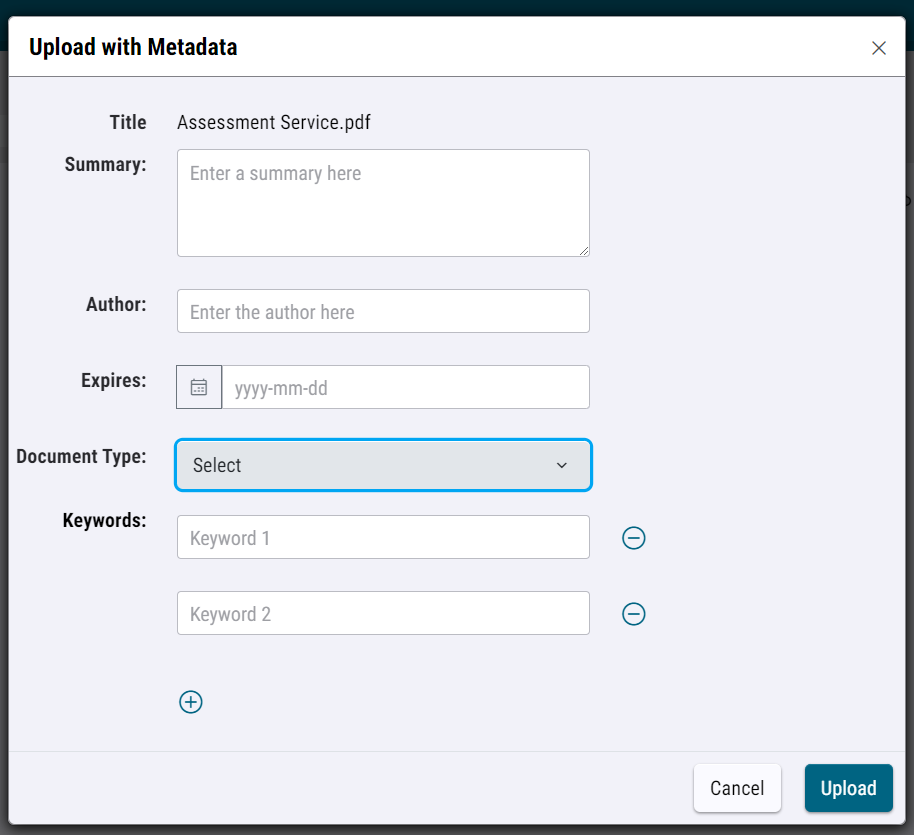 Upload with Metadata
Title Assessment Service.pdf
Summary: Enter a summary here
Author: Enter the author here
Expires: yyyy-mm-dd
Document Type: Select
Keywords: Keyword 1
Keyword 2
Cancel Upload